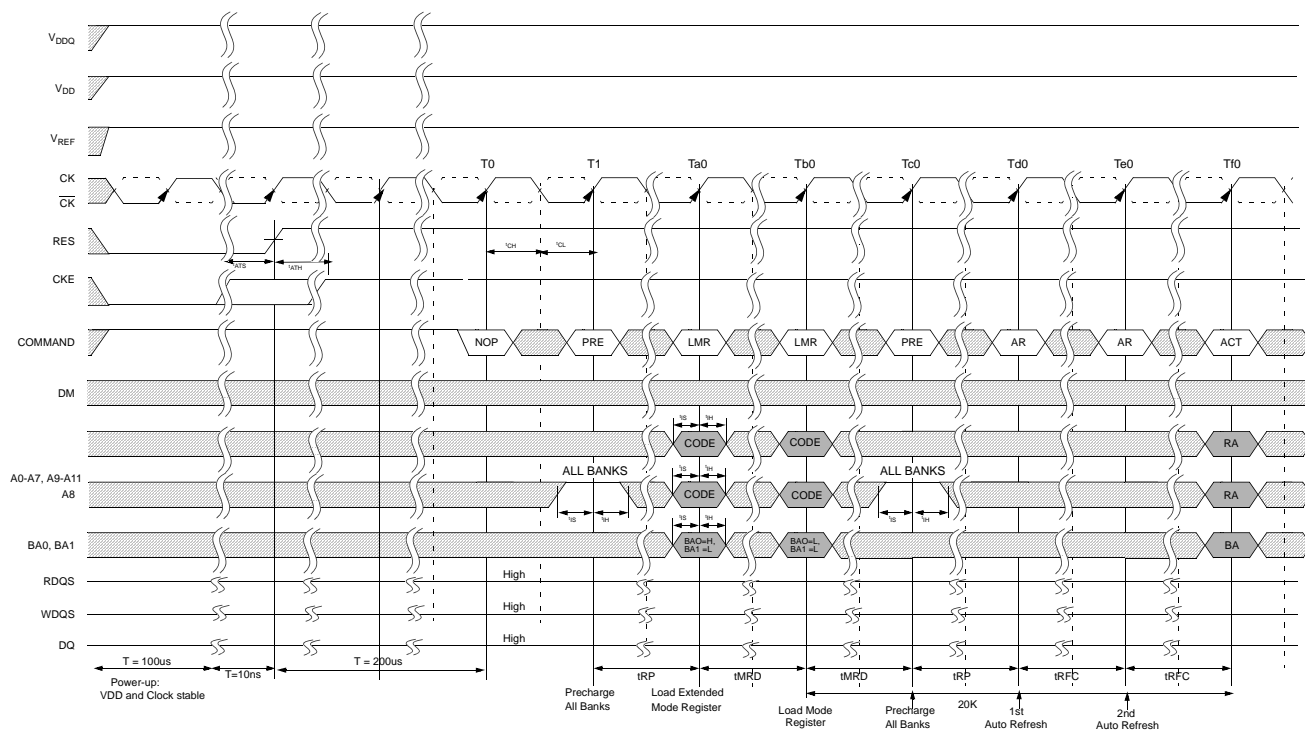 VDDQ
VDD
VREF
T0 T1 Ta0 Tb0 Tc0 Td0 Te0 Tf0
CK
CK
RES
tCH tCL
tATS tATH
CKE
COMMAND NOP PRE LMR LMR PRE AR AR ACT
DM
tIS tIH
CODE CODE RA
A0-A7, A9-A11 ALL BANKS tIS tIH ALL BANKS
A8 CODE CODE RA
tIS tIH tIS tIH tIS tIH
BA0, BA1 BAO=H, BA1 =L BAO=L, BA1 =L BA
RDQS High
WDQS High
DQ High
T = 100us T=10ns T = 200us
tRP tMRD tMRD tRP tRFC tRFC
Power-up:
VDD and Clock stable
Precharge
All Banks
Load Extended
Mode Register
Load Mode
Register
Precharge
All Banks
20K
1st
Auto Refresh
2nd
Auto Refresh